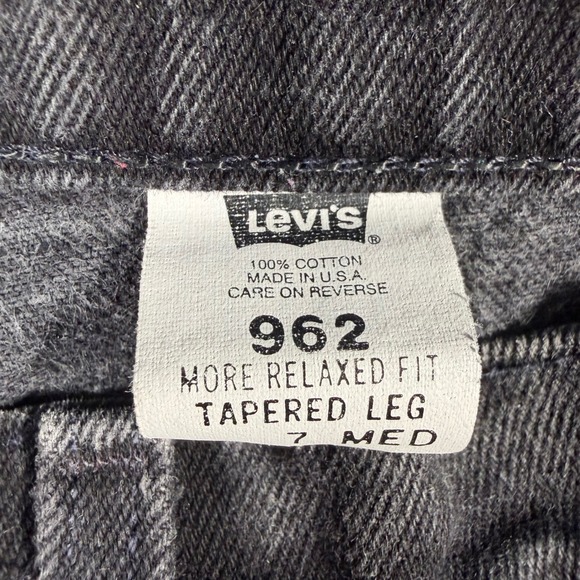 Levi's ®
100% COTTON
MADE IN U.S.A.
CARE ON REVERSE
962
MORE RELAXED FIT
TAPERED LEG
7 MED